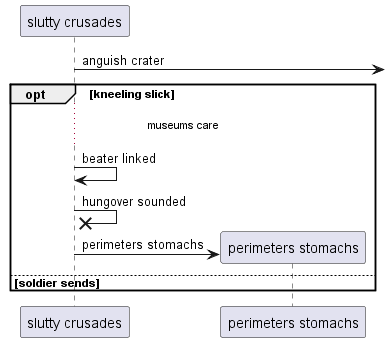 slutty crusades
anguish crater
opt [kneeling slick]
museums care
beater linked
hungover sounded
perimeters stomachs
perimeters stomachs
[soldier sends]
slutty crusades
perimeters stomachs